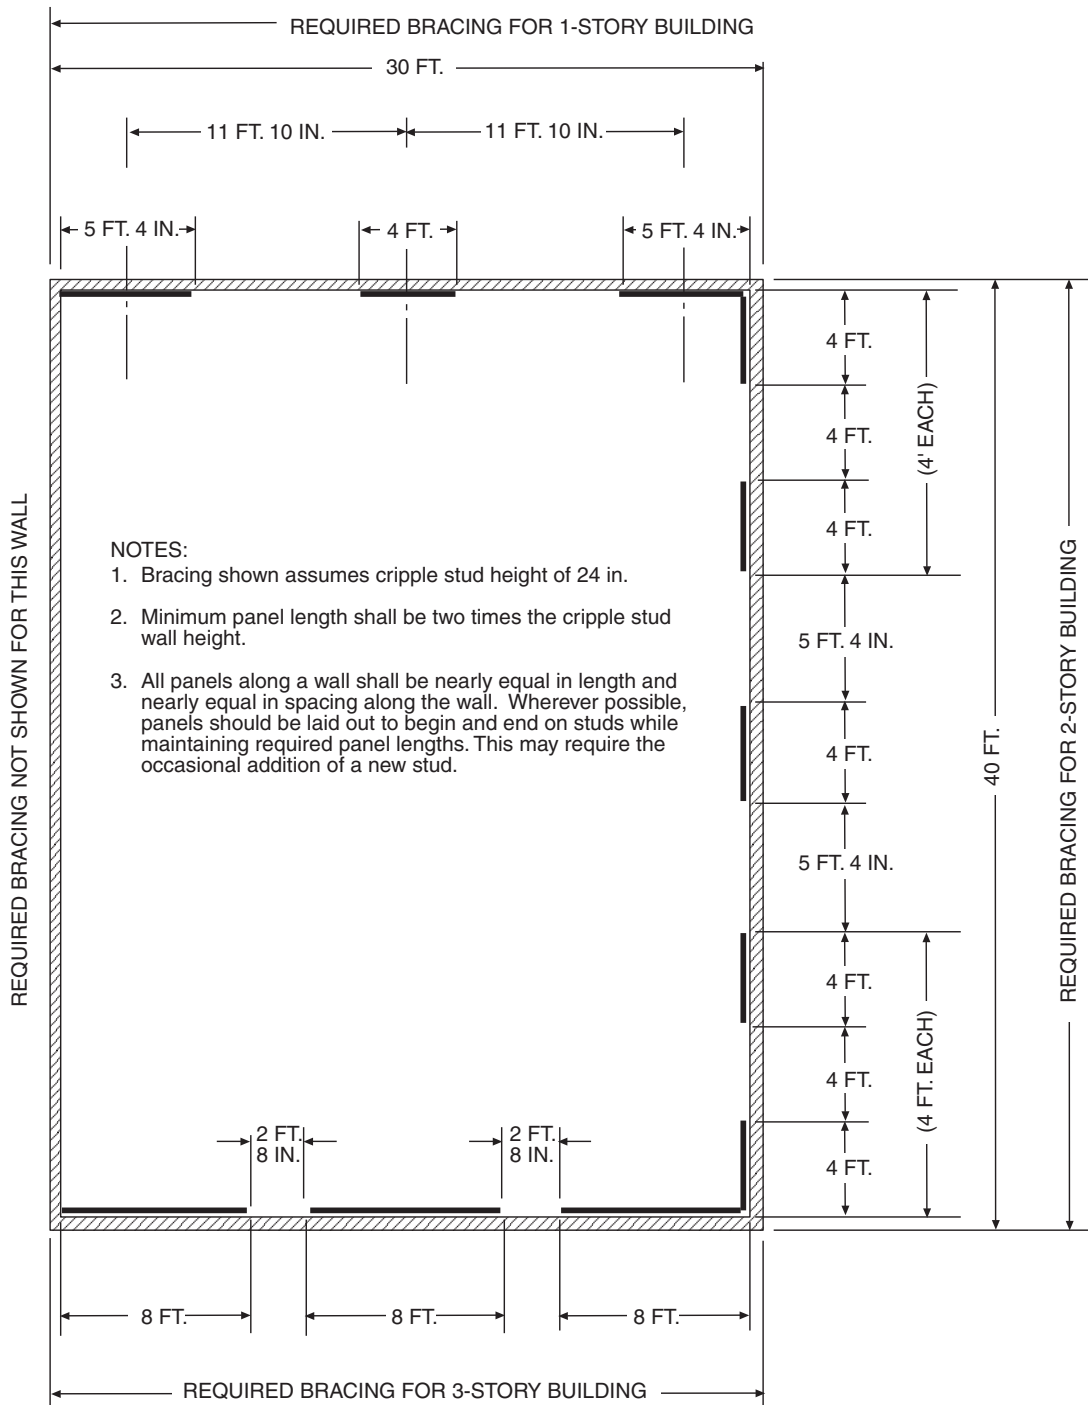 REQUIRED BRACING FOR 1-STORY BUILDING
30 FT.
11 FT. 10 IN.
11 FT. 10 IN.
5 FT. 4 IN.
4 FT.
5 FT. 4 IN.
4 FT.
4 FT.
4 FT.
(4' EACH)
5 FT. 4 IN.
4 FT.
5 FT. 4 IN.
4 FT.
4 FT.
4 FT.
(4 FT. EACH)
40 FT.
REQUIRED BRACING FOR 2-STORY BUILDING
REQUIRED BRACING NOT SHOWN FOR THIS WALL
NOTES:
1. Bracing shown assumes cripple stud height of 24 in.
2. Minimum panel length shall be two times the cripple stud
wall height.
3. All panels along a wall shall be nearly equal in length and
nearly equal in spacing along the wall. Wherever possible,
panels should be laid out to begin and end on studs while
maintaining required panel lengths. This may require the
occasional addition of a new stud.
2 FT.
8 IN.
2 FT.
8 IN.
8 FT.
8 FT.
8 FT.
REQUIRED BRACING FOR 3-STORY BUILDING